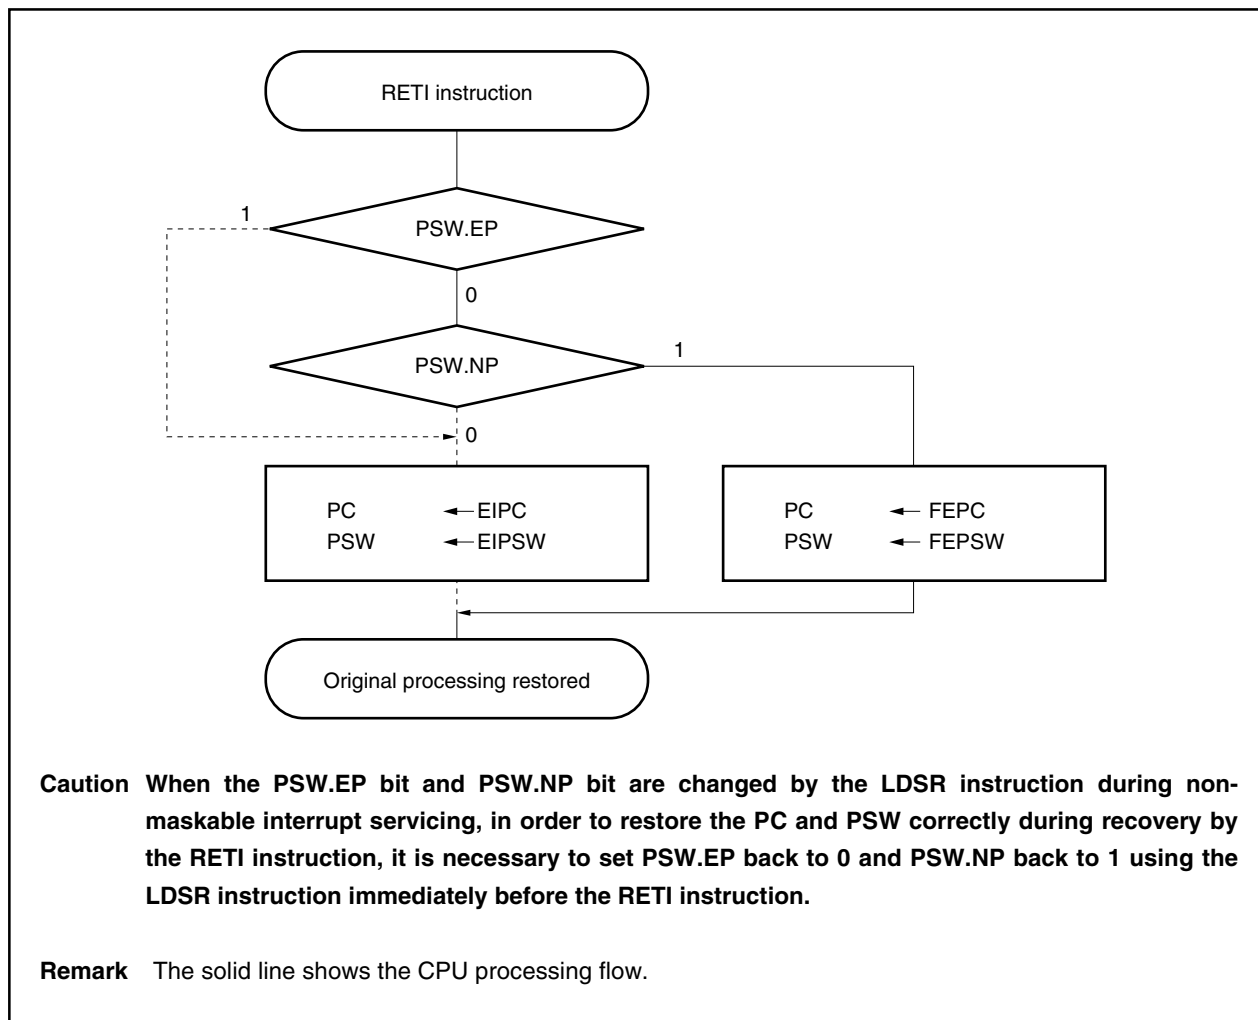 RETI instruction
1
PSW.EP
0
PSW.NP
1
0
PC ← EIPC
PSW ← EIPSW
PC ← FEPC
PSW ← FEPSW
Original processing restored
Caution When the PSW.EP bit and PSW.NP bit are changed by the LDSR instruction during non-
maskable interrupt servicing, in order to restore the PC and PSW correctly during recovery by
the RETI instruction, it is necessary to set PSW.EP back to 0 and PSW.NP back to 1 using the
LDSR instruction immediately before the RETI instruction.
Remark The solid line shows the CPU processing flow.